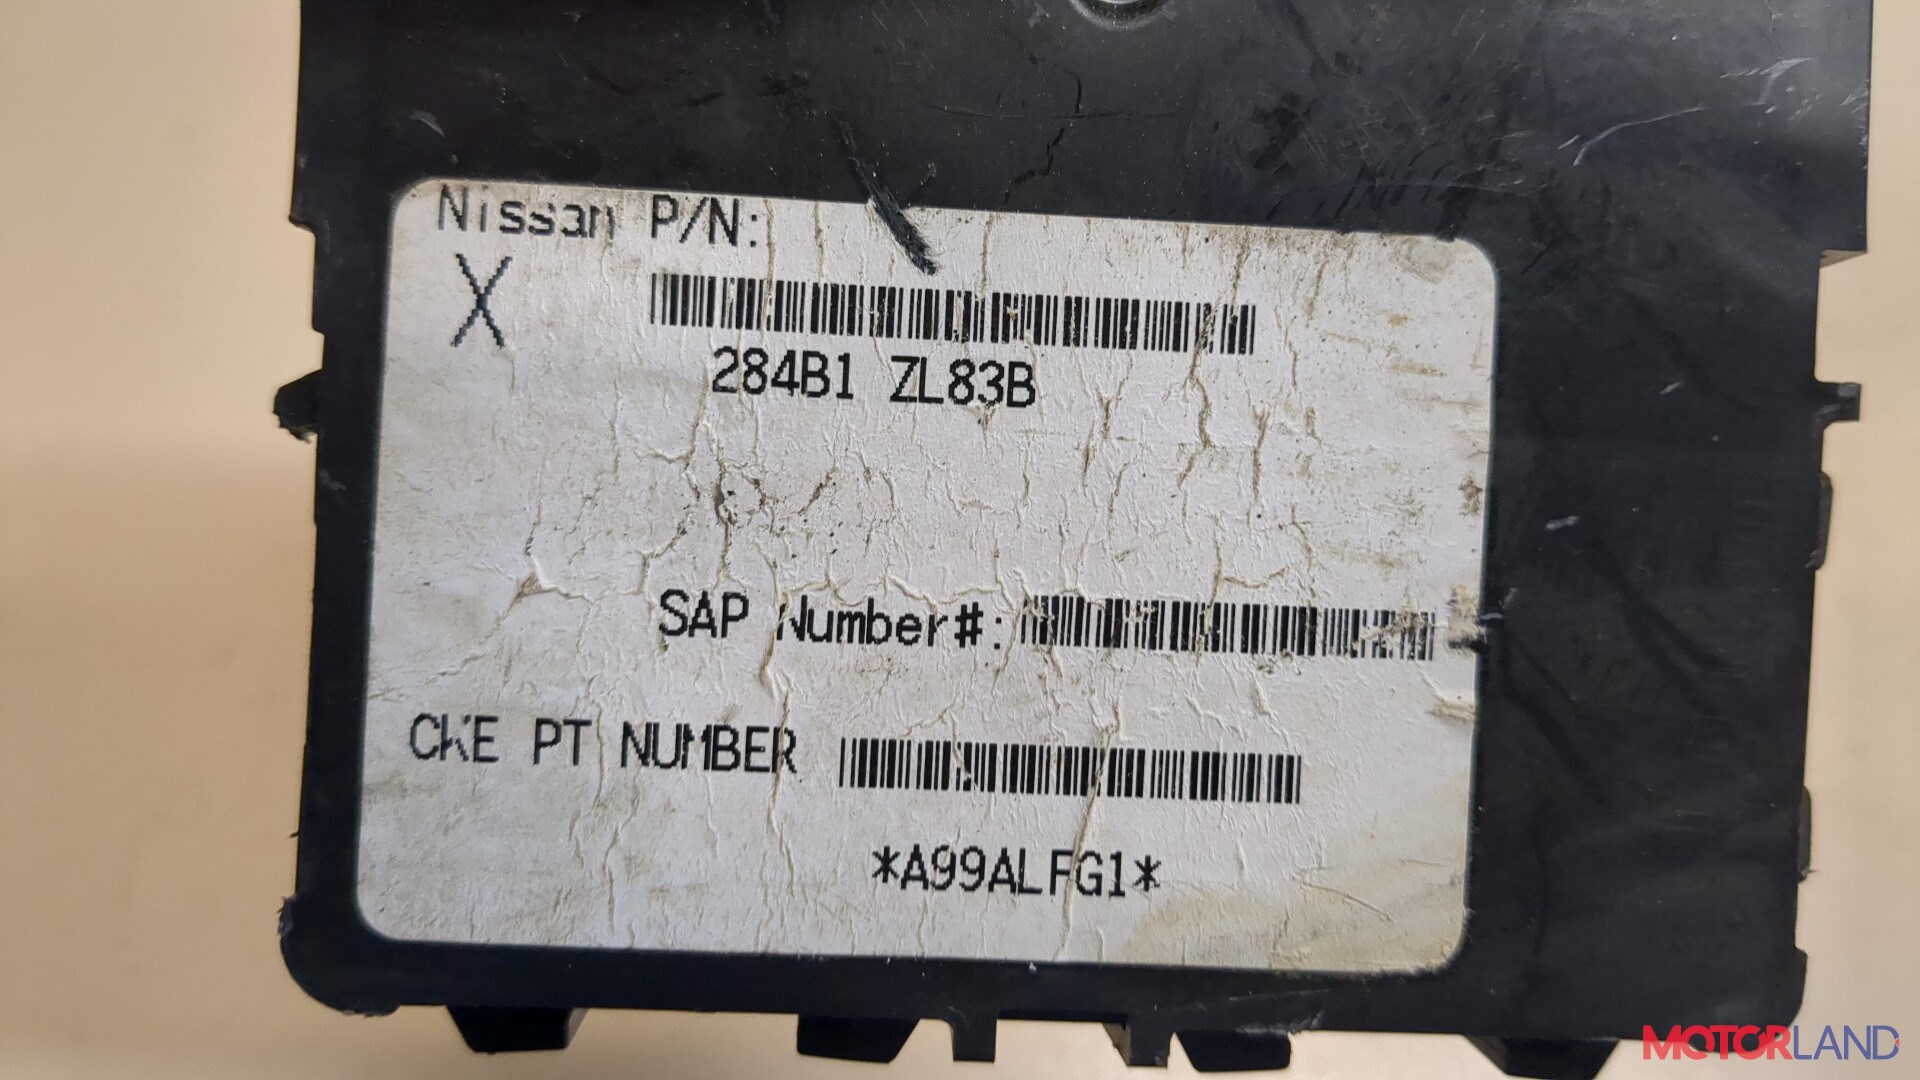 Nissan P/N:
X
284B1 ZL83B
SAP Number#:
CKE PT NUMBER
*A99ALFG1*
MOTORLAND